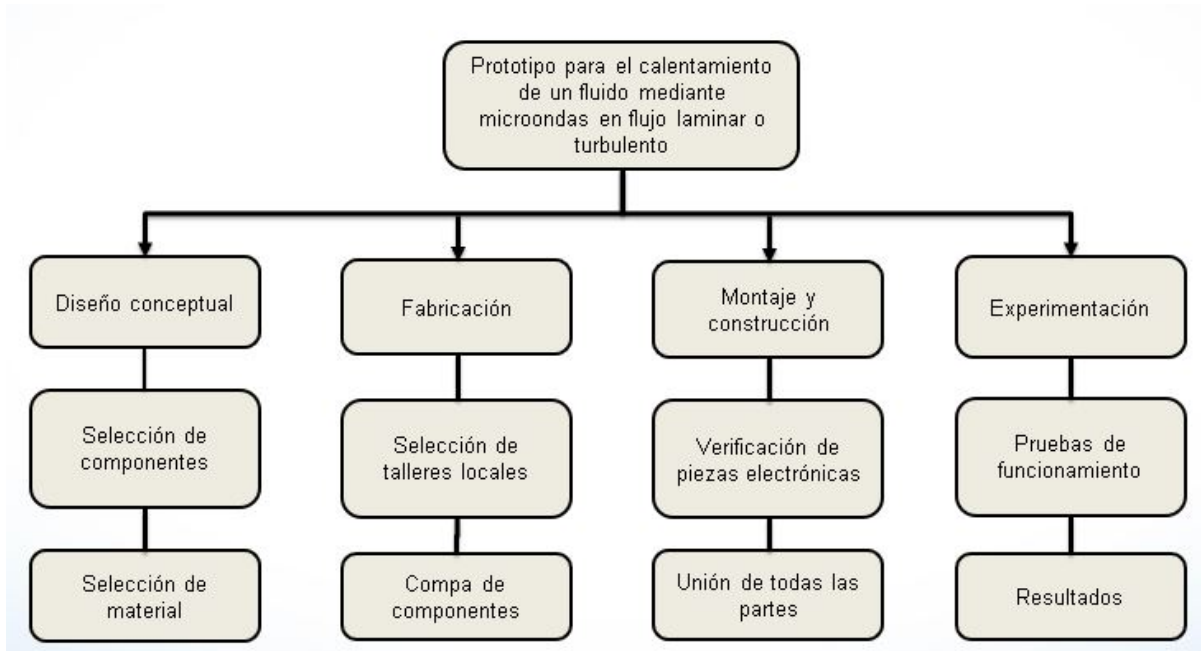 Prototipo para el calentamiento
de un fluido mediante
microondas en flujo laminar o
turbulento
Diseño conceptual
Fabricación
Montaje y
construcción
Experimentación
Selección de
componentes
Selección de
talleres locales
Verificación de
piezas electrónicas
Pruebas de
funcionamiento
Selección de
material
Compa de
componentes
Unión de todas las
partes
Resultados